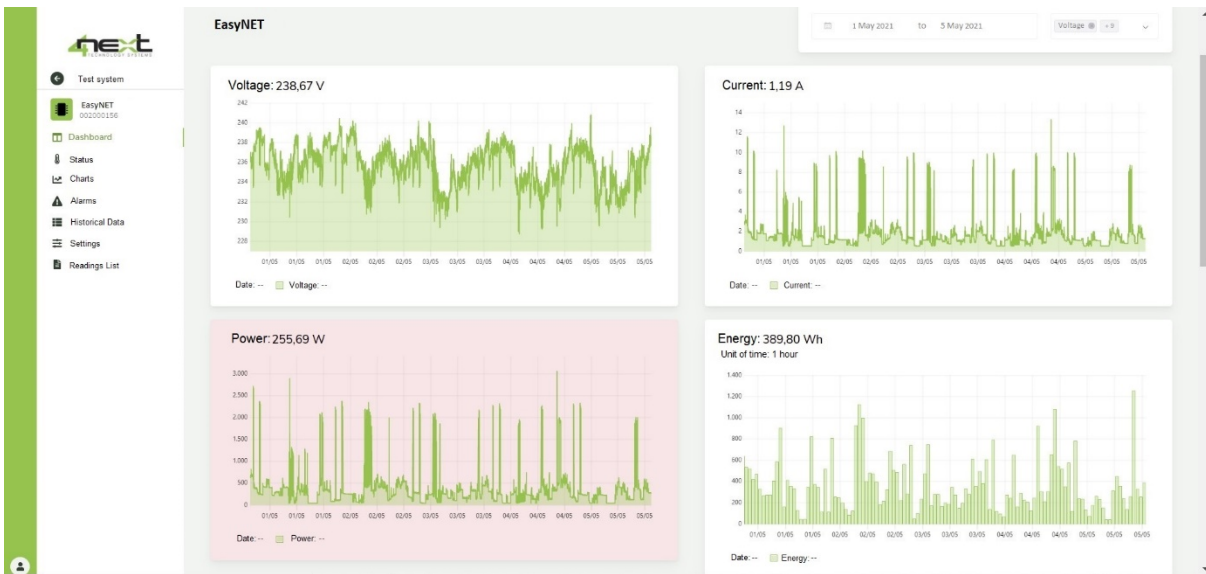 4next
TECHNOLOGY SYSTEMS
Test system
EasyNET
002000156
Dashboard
Status
Charts
Alarms
Historical Data
Settings
Readings List
EasyNET
1 May 2021 to 3 May 2021
Voltage + 9
Voltage: 238,67 V
242
240
238
236
234
232
230
228
01/05 01/05 01/05 02/05 02/05 02/05 03/05 03/05 03/05 04/05 04/05 04/05 05/05 05/05 05/05
Date: -- Voltage: --
Current: 1,19 A
14
12
10
8
6
4
2
0
01/05 01/05 01/05 02/05 02/05 02/05 03/05 03/05 03/05 04/05 04/05 04/05 05/05 05/05 05/05
Date: -- Current: --
Power: 255,69 W
3.000
2.500
2.000
1.500
1.000
500
0
01/05 01/05 01/05 02/05 02/05 02/05 03/05 03/05 03/05 04/05 04/05 04/05 05/05 05/05 05/05
Date: -- Power: --
Energy: 389,80 Wh
Unit of time: 1 hour
1.400
1.200
1.000
800
600
400
200
0
01/05 01/05 01/05 02/05 02/05 02/05 03/05 03/05 03/05 04/05 04/05 04/05 05/05 05/05 05/05
Date: -- Energy: --